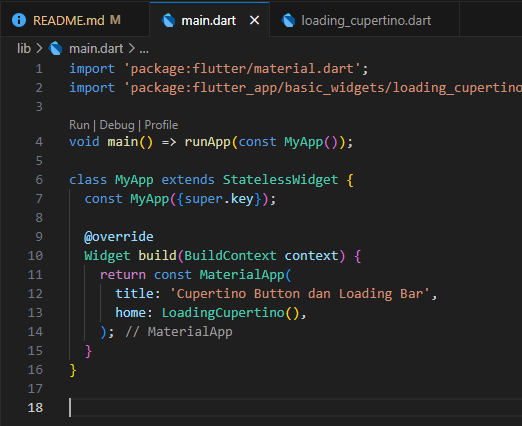 README.md M main.dart loading_cupertino.dart
lib > main.dart > ...
1 import 'package:flutter/material.dart';
2 import 'package:flutter_app/basic_widgets/loading_cupertino
3
Run | Debug | Profile
4 void main() => runApp(const MyApp());
5
6 class MyApp extends StatelessWidget {
7 const MyApp({super.key});
8
9 @override
10 Widget build(BuildContext context) {
11 return const MaterialApp(
12 title: 'Cupertino Button dan Loading Bar',
13 home: LoadingCupertino(),
14 ); // MaterialApp
15 }
16 }
17
18